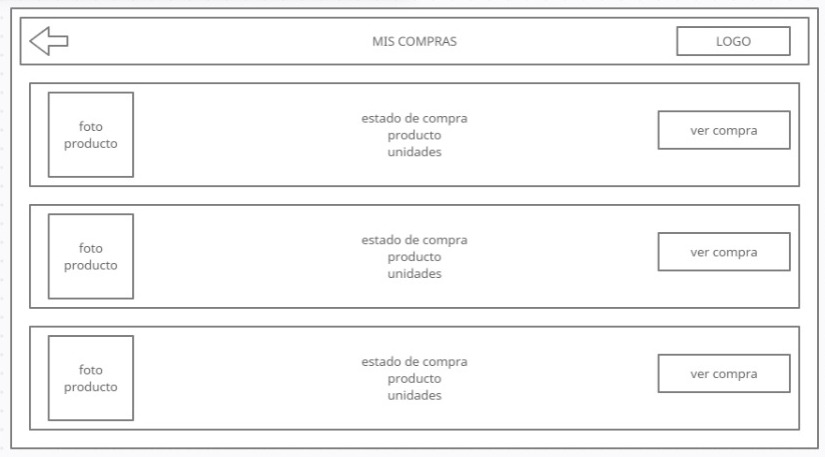 MIS COMPRAS
LOGO
foto
producto
estado de compra
producto
unidades
ver compra
foto
producto
estado de compra
producto
unidades
ver compra
foto
producto
estado de compra
producto
unidades
ver compra